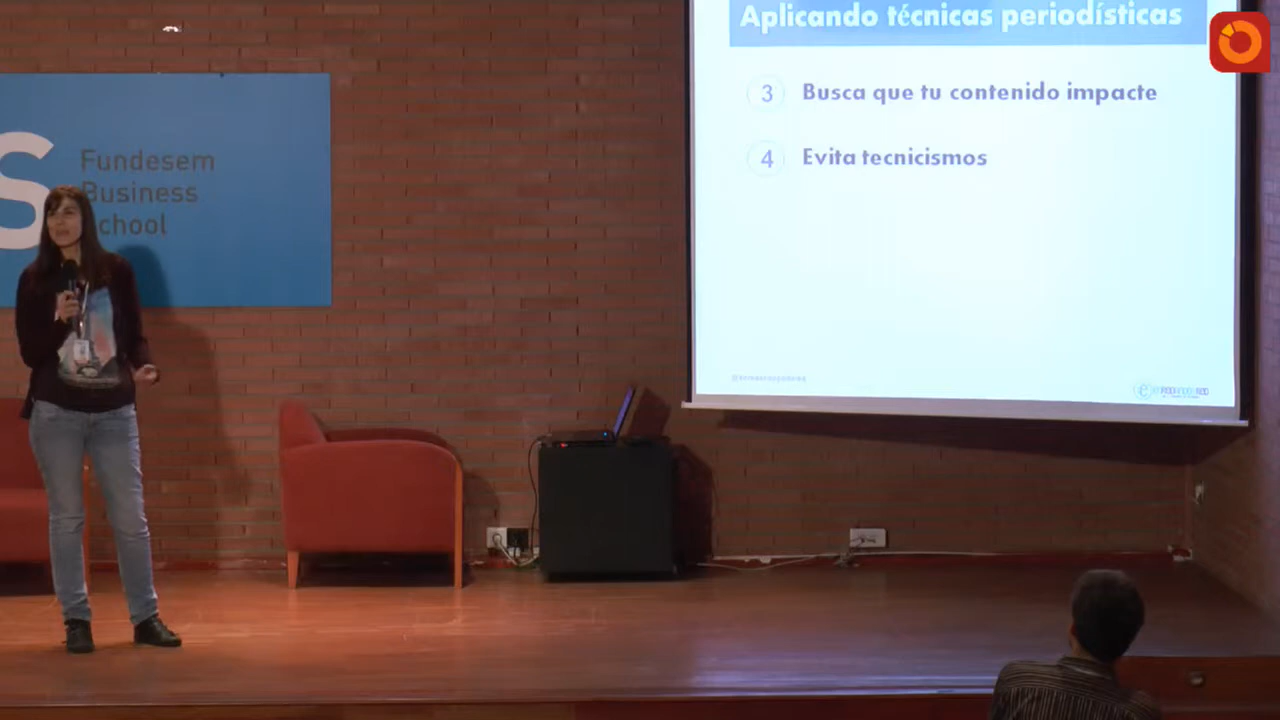 S
Fundesem
Business
School
Aplicando técnicas periodísticas
3 Busca que tu contenido impacte
4 Evita tecnicismos